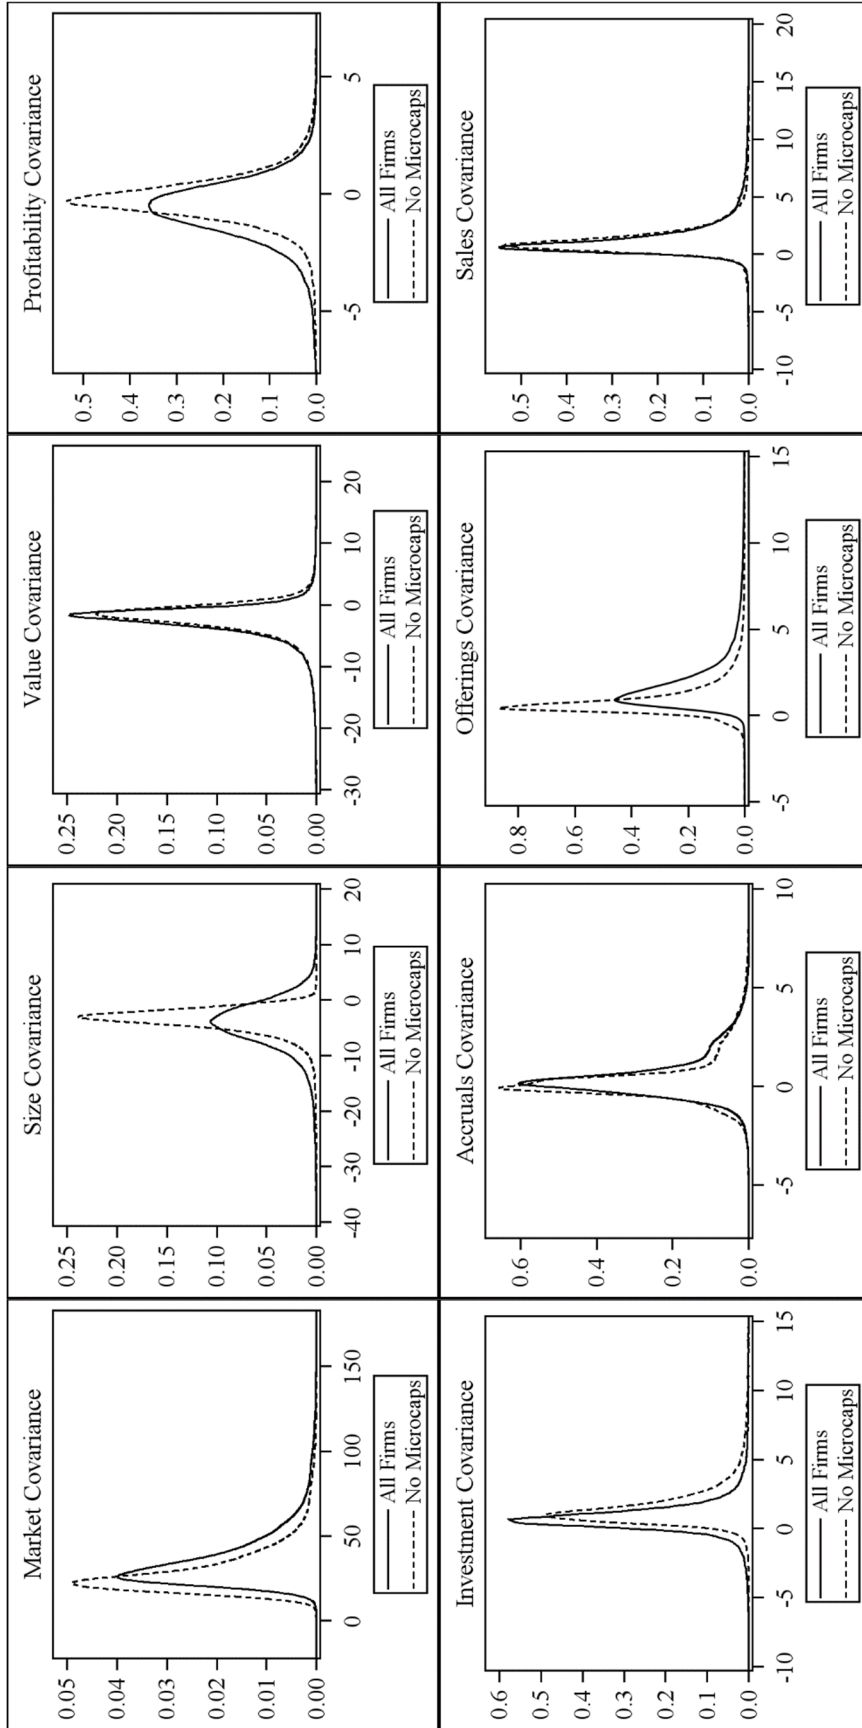 Market Covariance
0.05
0.04
0.03
0.02
0.01
0.00
0 50 100 150
All Firms
No Microcaps
Size Covariance
0.25
0.20
0.15
0.10
0.05
0.00
-40 -30 -20 -10 0 10 20
All Firms
No Microcaps
Value Covariance
0.25
0.20
0.15
0.10
0.05
0.00
-30 -20 -10 0 10 20
All Firms
No Microcaps
Profitability Covariance
0.5
0.4
0.3
0.2
0.1
0.0
-5 0 5
All Firms
No Microcaps
Investment Covariance
0.6
0.5
0.4
0.3
0.2
0.1
0.0
-10 -5 0 5 10 15
All Firms
No Microcaps
Accruals Covariance
0.6
0.4
0.2
0.0
-5 0 5 10
All Firms
No Microcaps
Offerings Covariance
0.8
0.6
0.4
0.2
0.0
-5 0 5 10 15
All Firms
No Microcaps
Sales Covariance
0.5
0.4
0.3
0.2
0.1
0.0
-10 -5 0 5 10 15 20
All Firms
No Microcaps